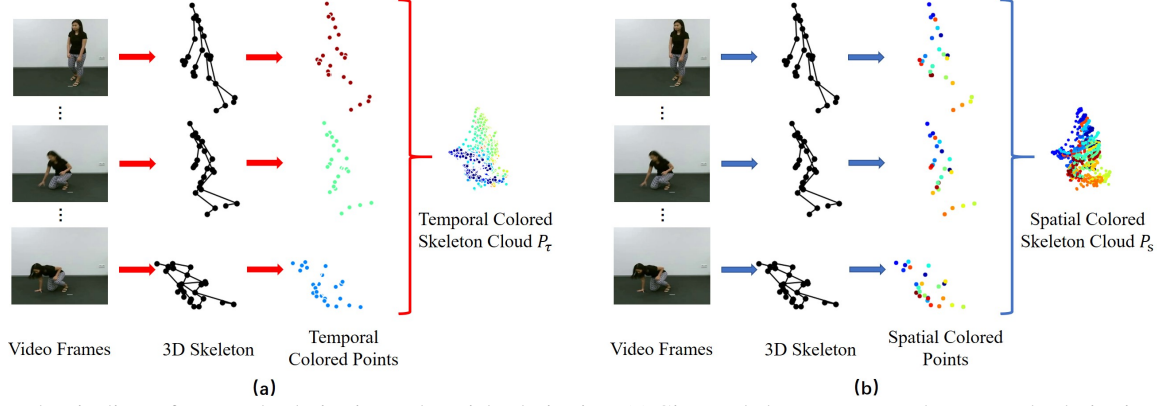 Temporal Colored
Skeleton Cloud Pτ
Video Frames
3D Skeleton
Temporal
Colored Points
(a)
Spatial Colored
Skeleton Cloud Ps
Video Frames
3D Skeleton
Spatial Colored
Points
(b)